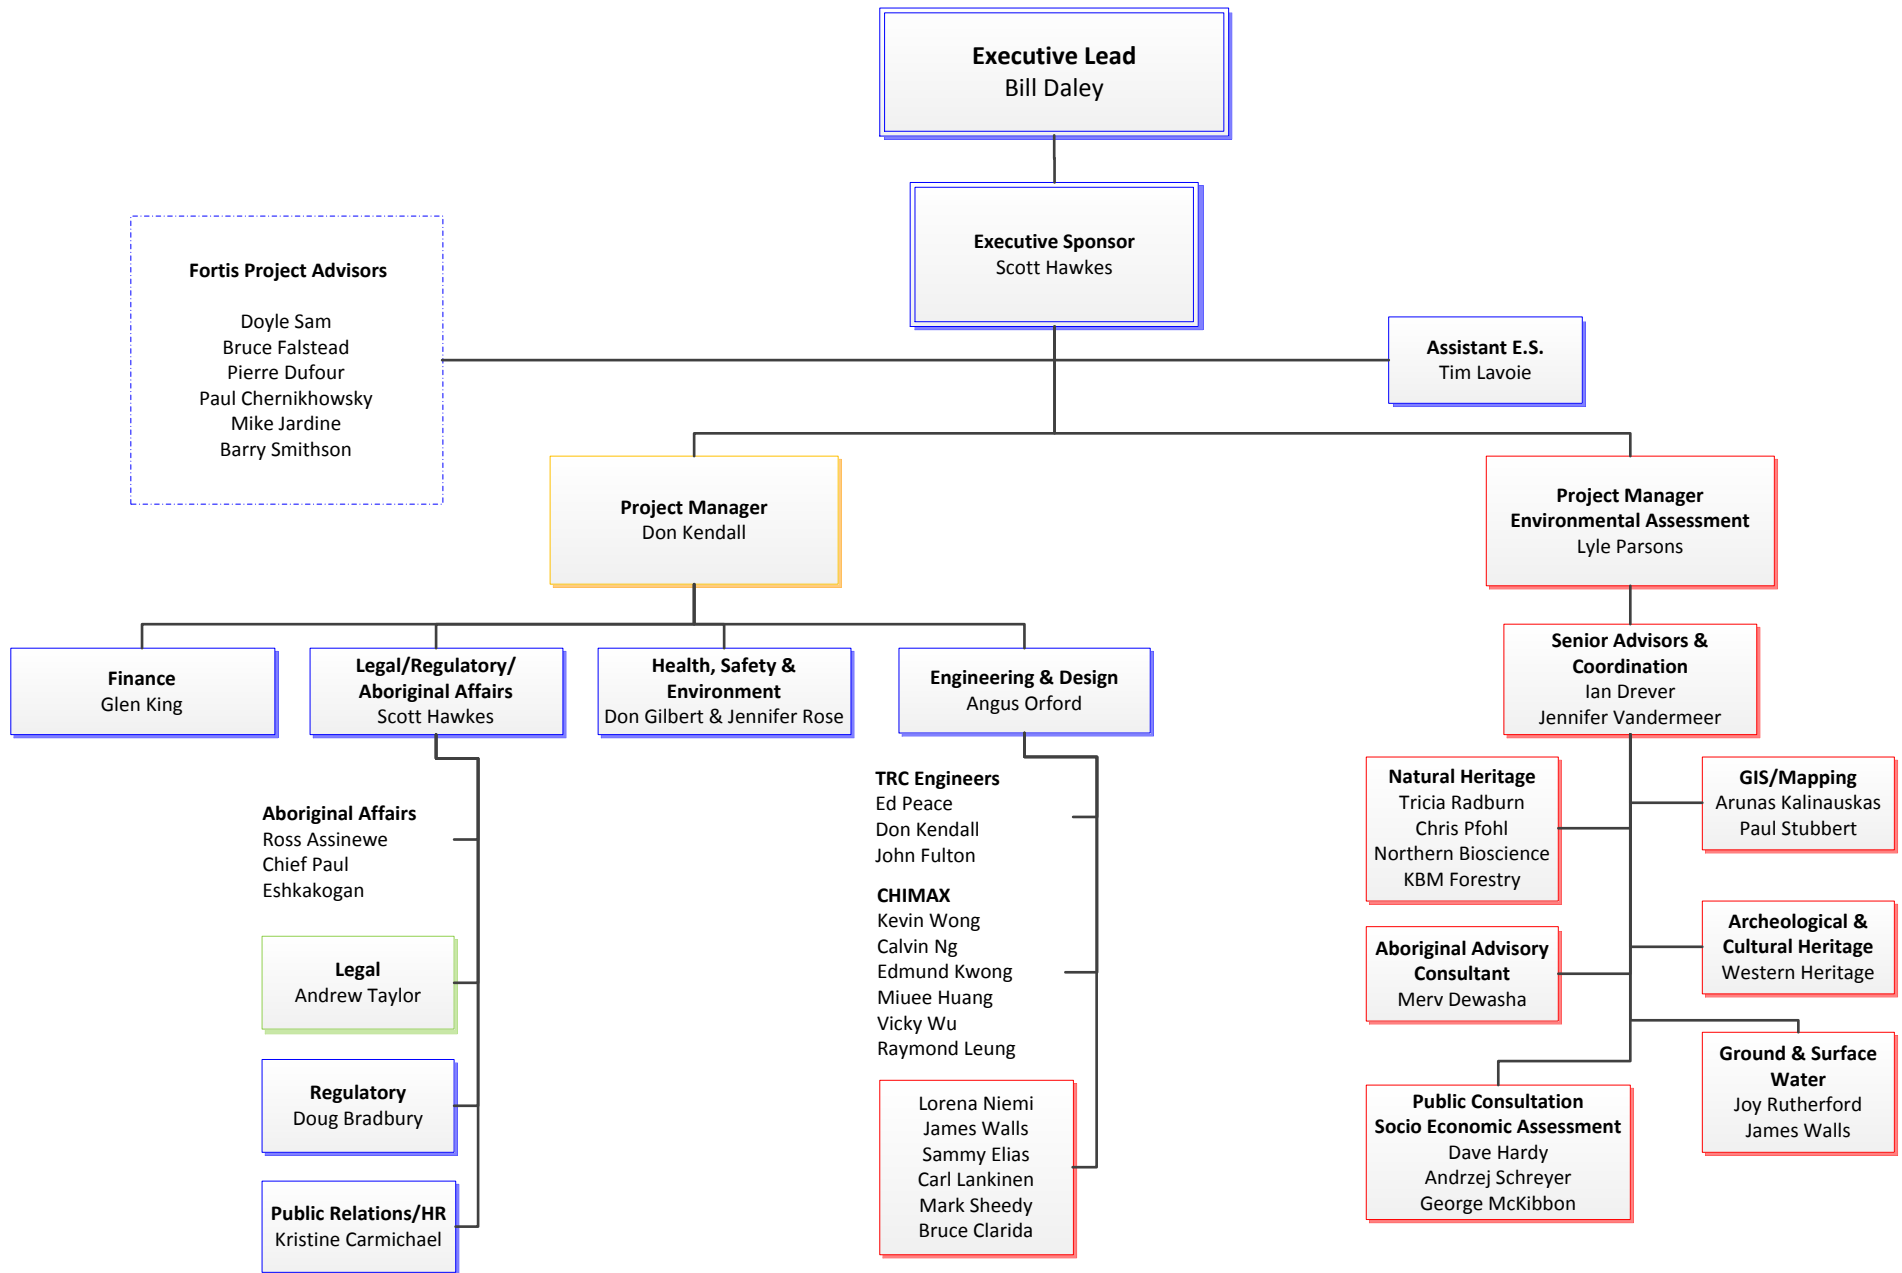 Executive Lead
Bill Daley
Executive Sponsor
Scott Hawkes
Fortis Project Advisors
Doyle Sam
Bruce Falstead
Pierre Dufour
Paul Chernikhowsky
Mike Jardine
Barry Smithson
Assistant E.S.
Tim Lavoie
Project Manager
Don Kendall
Project Manager
Environmental Assessment
Lyle Parsons
Finance
Glen King
Legal/Regulatory/
Aboriginal Affairs
Scott Hawkes
Health, Safety &
Environment
Don Gilbert & Jennifer Rose
Engineering & Design
Angus Orford
Senior Advisors &
Coordination
Ian Drever
Jennifer Vandermeer
Aboriginal Affairs
Ross Assinewe
Chief Paul
Eshkakogan
Legal
Andrew Taylor
Regulatory
Doug Bradbury
Public Relations/HR
Kristine Carmichael
TRC Engineers
Ed Peace
Don Kendall
John Fulton
CHIMAX
Kevin Wong
Calvin Ng
Edmund Kwong
Miuee Huang
Vicky Wu
Raymond Leung
Lorena Niemi
James Walls
Sammy Elias
Carl Lankinen
Mark Sheedy
Bruce Clarida
Natural Heritage
Tricia Radburn
Chris Pfohl
Northern Bioscience
KBM Forestry
GIS/Mapping
Arunas Kalinauskas
Paul Stubbert
Aboriginal Advisory
Consultant
Merv Dewasha
Archeological &
Cultural Heritage
Western Heritage
Public Consultation
Socio Economic Assessment
Dave Hardy
Andrzej Schreyer
George McKibbon
Ground & Surface
Water
Joy Rutherford
James Walls